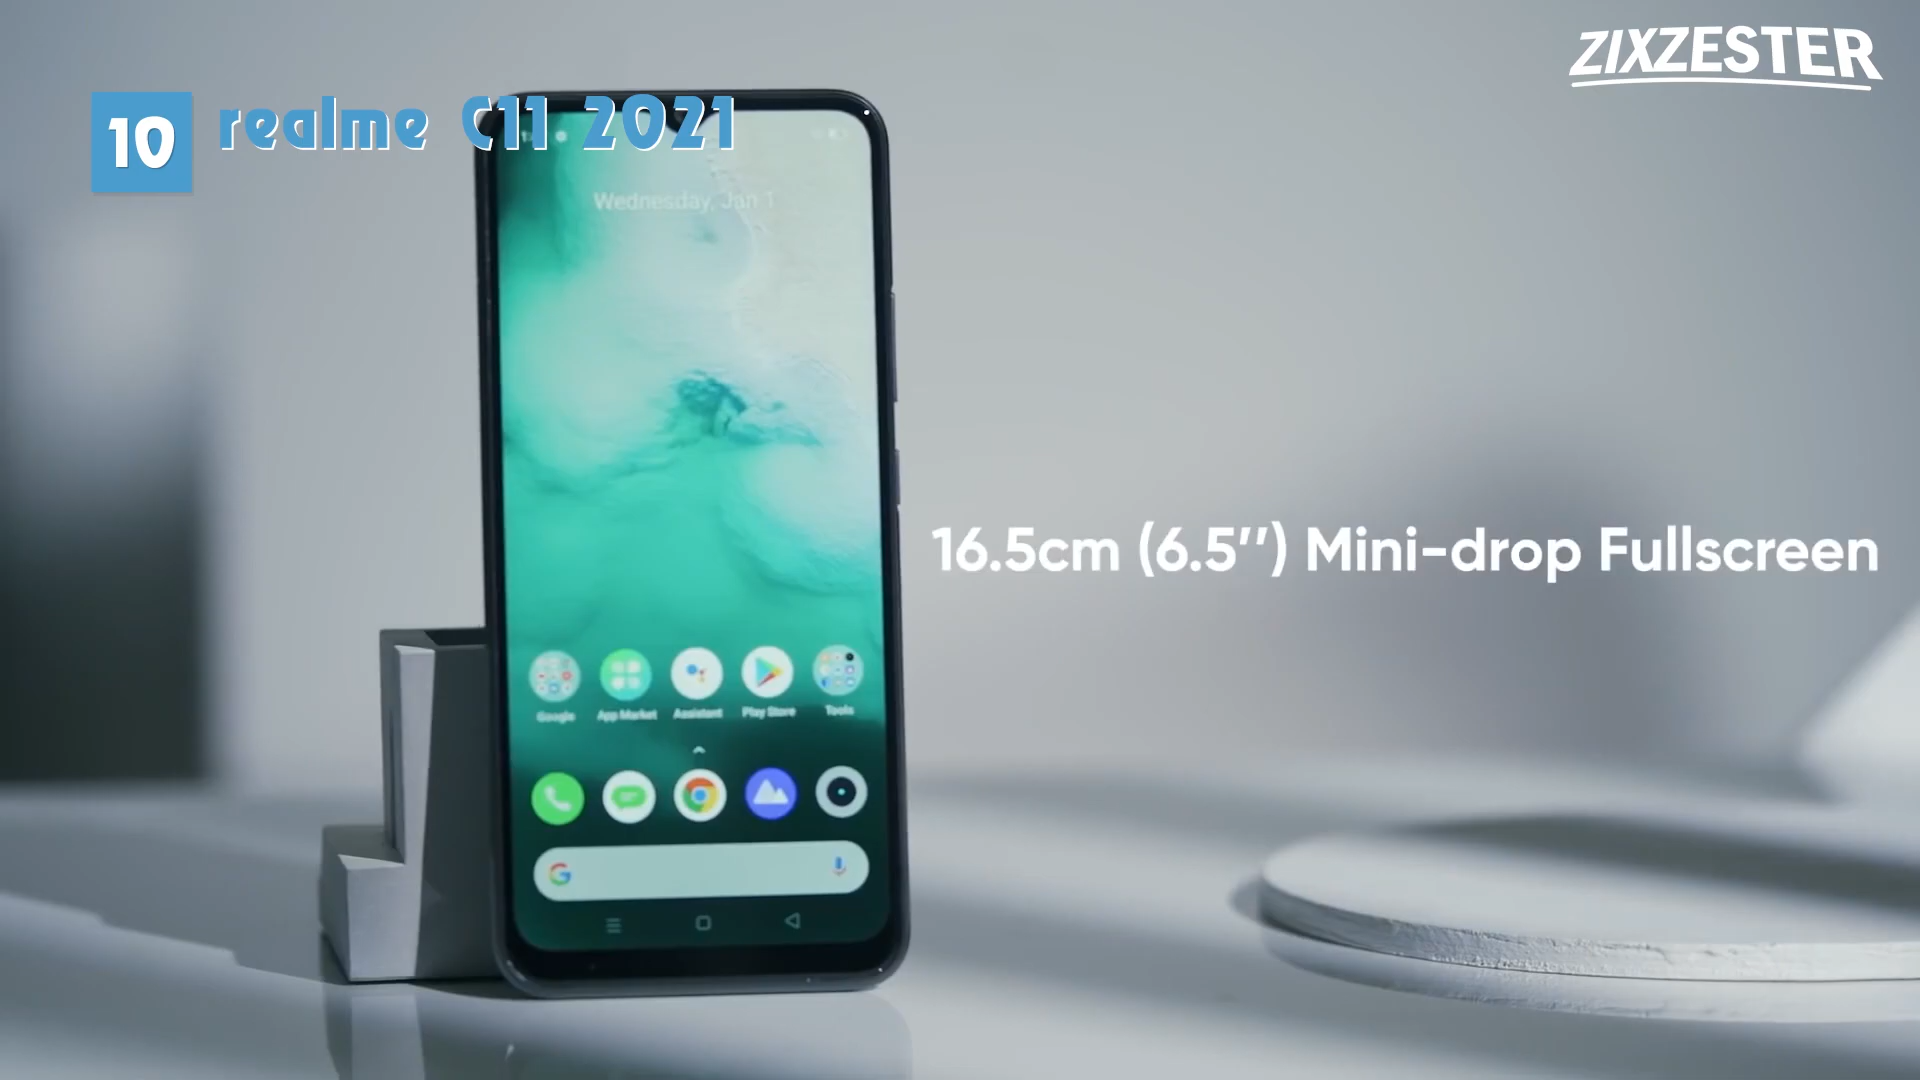 ZIXZESTER
10
realme C11 2021
Wednesday, Jan 1
16.5cm (6.5″) Mini-drop Fullscreen
Google App Market Assistant Play Store Tools